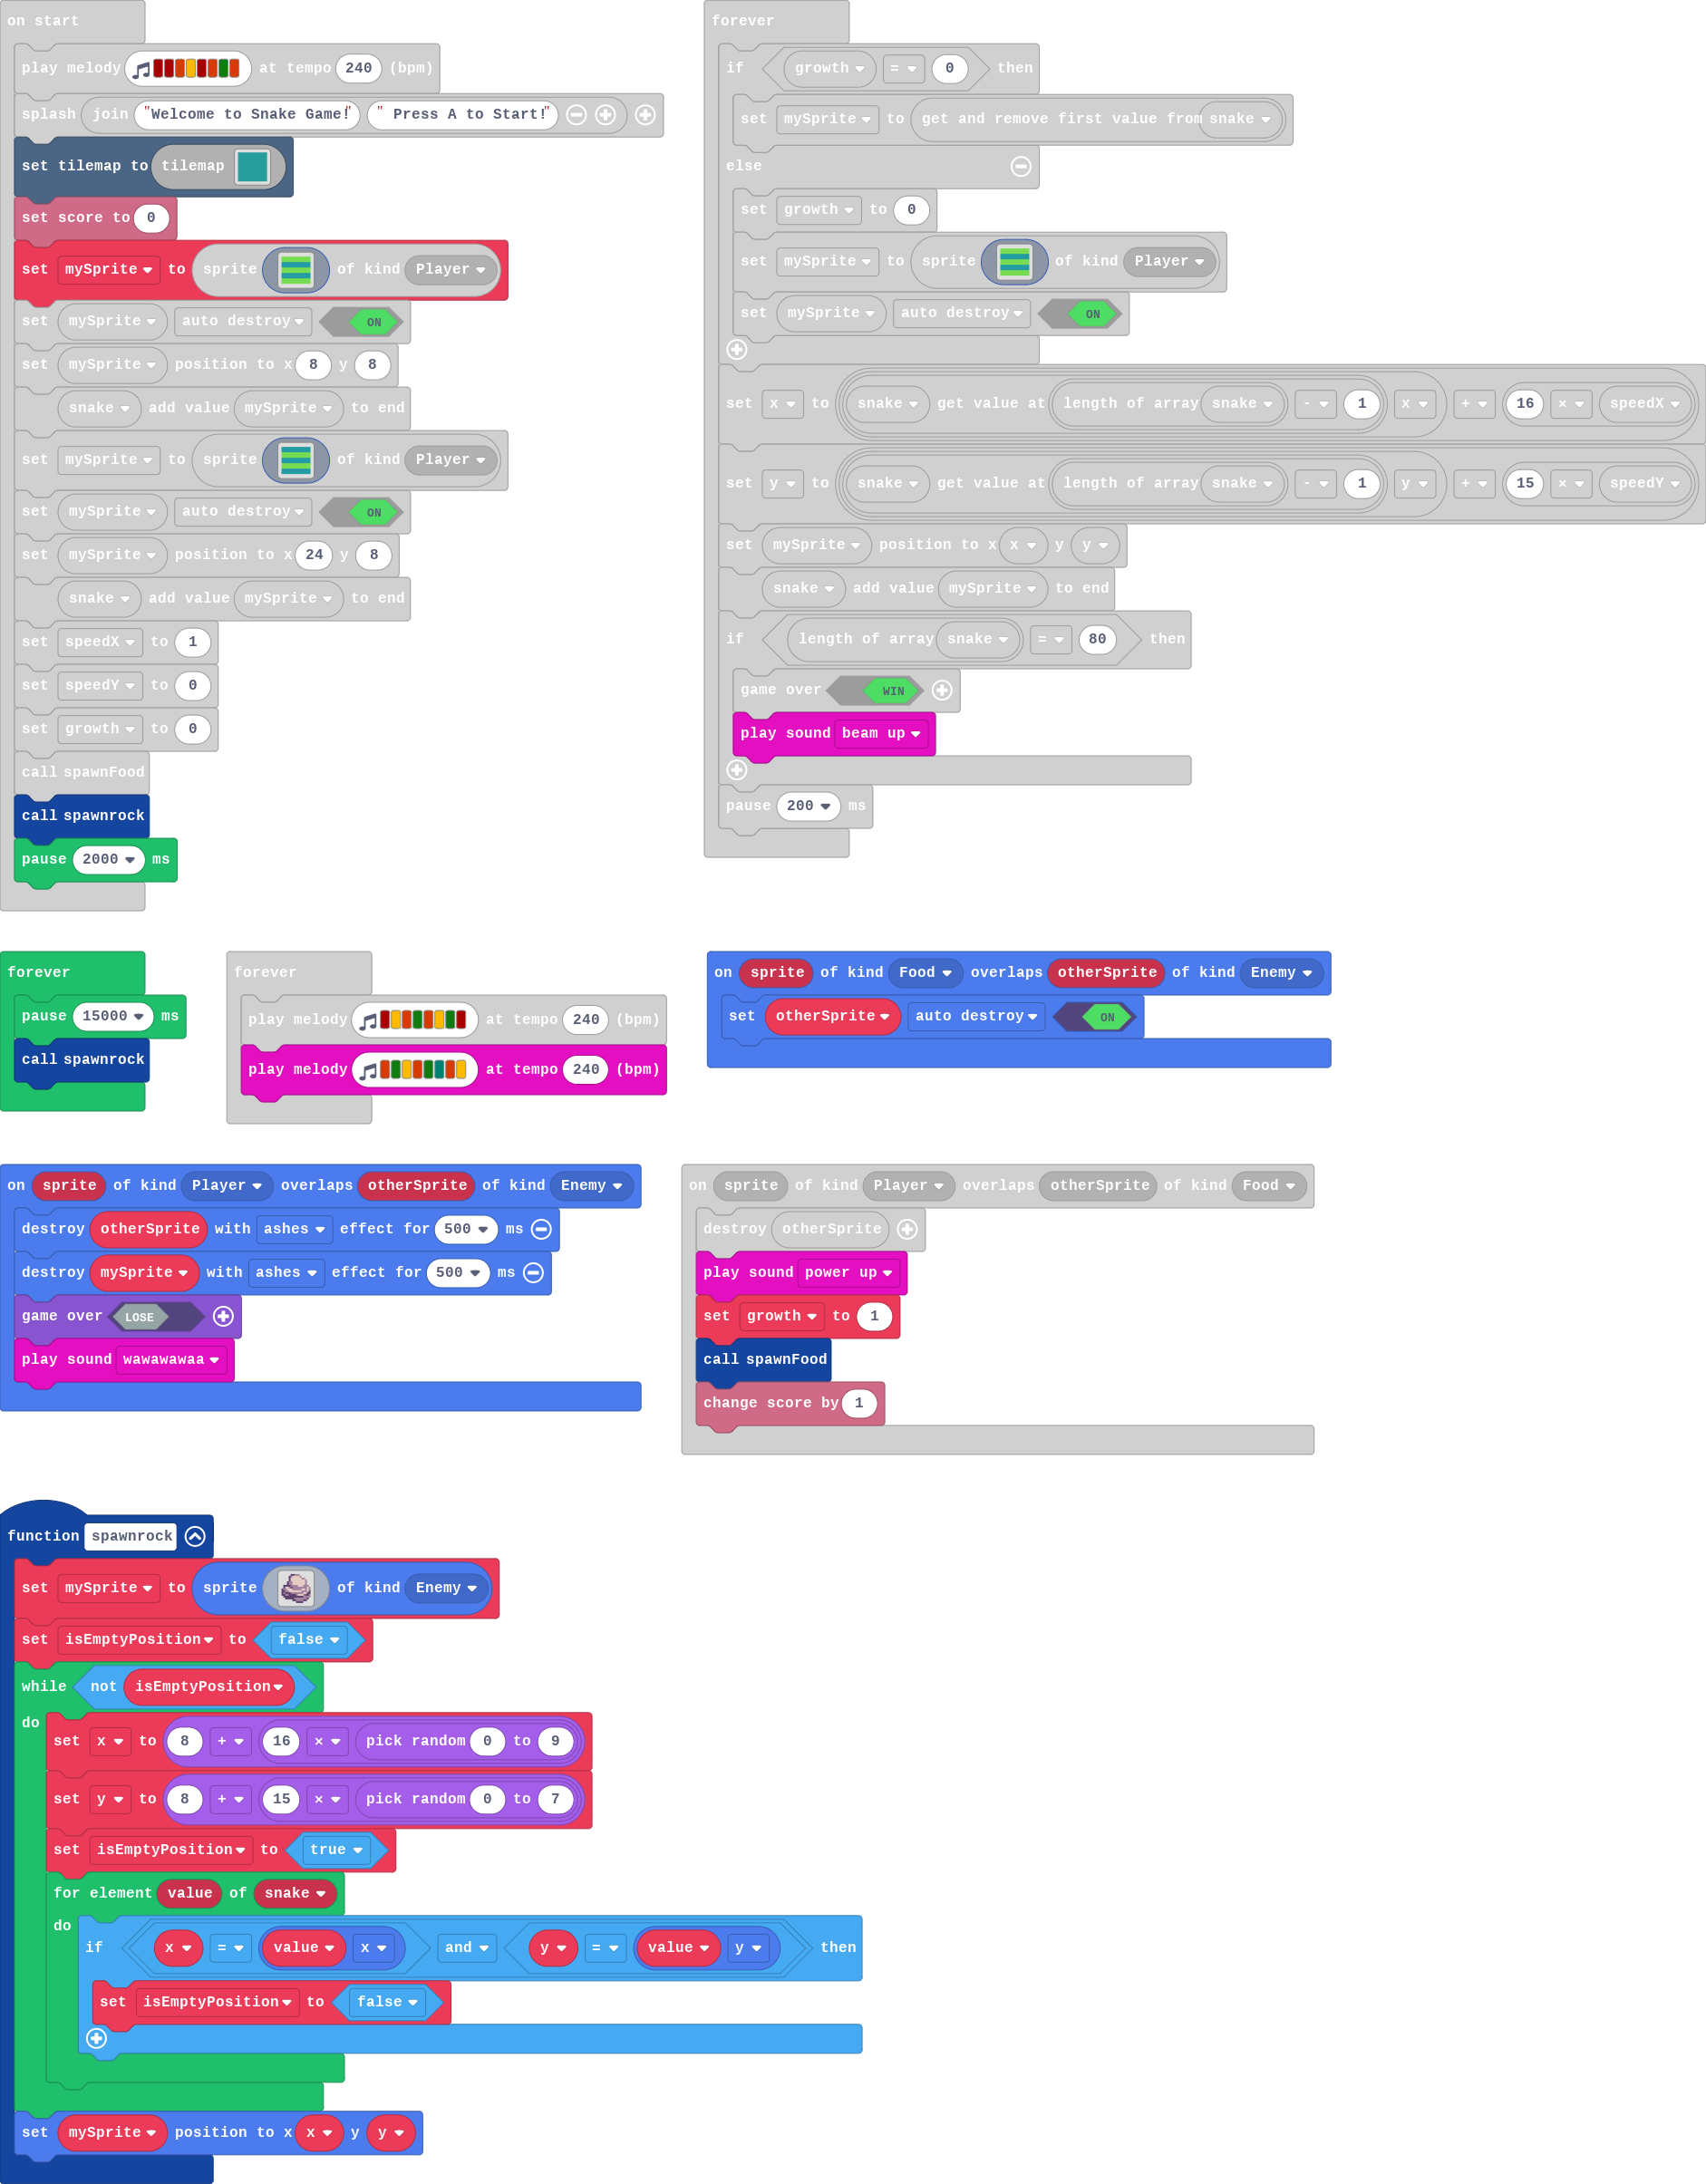 on start
play melody at tempo 240 (bpm)
splash join "Welcome to Snake Game!" " Press A to Start!"
set tilemap to tilemap
set score to 0
set mySprite to sprite of kind Player
set mySprite auto destroy ON
set mySprite position to x 8 y 8
snake add value mySprite to end
set mySprite to sprite of kind Player
set mySprite auto destroy ON
set mySprite position to x 24 y 8
snake add value mySprite to end
set speedX to 1
set speedY to 0
set growth to 0
call spawnFood
call spawnrock
pause 2000 ms
forever
if growth = 0 then
set mySprite to get and remove first value from snake
else
set growth to 0
set mySprite to sprite of kind Player
set mySprite auto destroy ON
set x to snake get value at length of array snake - 1 x + 16 × speedX
set y to snake get value at length of array snake - 1 y + 15 × speedY
set mySprite position to x x y y
snake add value mySprite to end
if length of array snake = 80 then
game over WIN
play sound beam up
pause 200 ms
forever
pause 15000 ms
call spawnrock
forever
play melody at tempo 240 (bpm)
play melody at tempo 240 (bpm)
on sprite of kind Food overlaps otherSprite of kind Enemy
set otherSprite auto destroy ON
on sprite of kind Player overlaps otherSprite of kind Enemy
destroy otherSprite with ashes effect for 500 ms
destroy mySprite with ashes effect for 500 ms
game over LOSE
play sound wawawawaa
on sprite of kind Player overlaps otherSprite of kind Food
destroy otherSprite
play sound power up
set growth to 1
call spawnFood
change score by 1
function spawnrock
set mySprite to sprite of kind Enemy
set isEmptyPosition to false
while not isEmptyPosition
do
set x to 8 + 16 × pick random 0 to 9
set y to 8 + 15 × pick random 0 to 7
set isEmptyPosition to true
for element value of snake
do
if x = value x and y = value y then
set isEmptyPosition to false
set mySprite position to x x y y